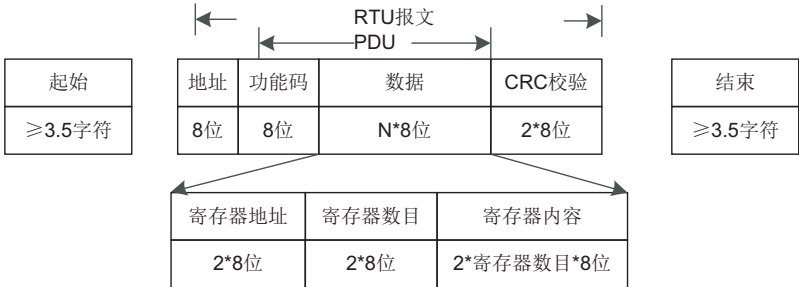 RTU报文
PDU
起始 地址 功能码 数据 CRC校验 结束
≥3.5字符 8位 8位 N*8位 2*8位 ≥3.5字符
寄存器地址 寄存器数目 寄存器内容
2*8位 2*8位 2*寄存器数目*8位